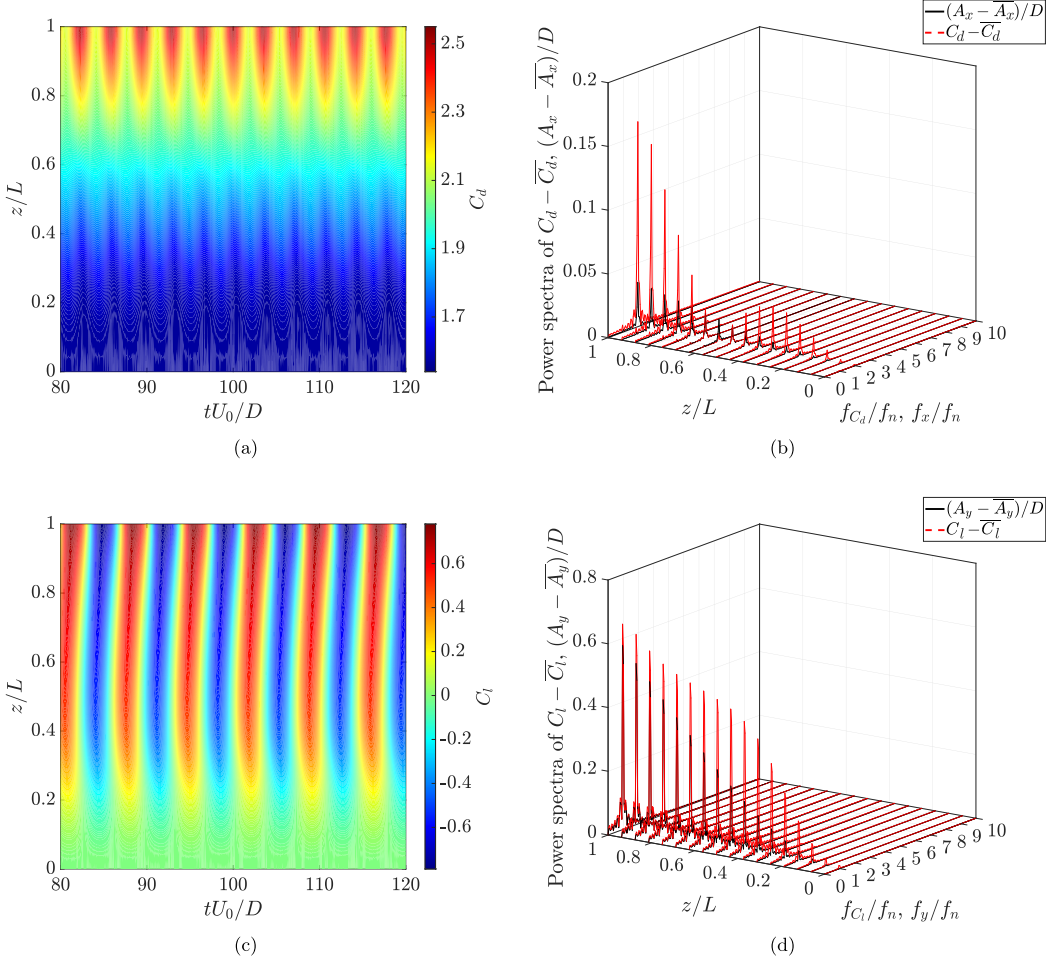 1
0.8
0.6
0.4
0.2
0
z/L
80 90 100 110 120
tU₀/D
2.5
2.3
2.1
1.9
1.7
C_d
(a)
(A_x − \overline{A_x})/D
C_d − \overline{C_d}
Power spectra of C_d − \overline{C_d}, (A_x − \overline{A_x})/D
0.2
0.15
0.1
0.05
0
1 0.8 0.6 0.4 0.2 0
z/L
0 1 2 3 4 5 6 7 8 9 10
f_{C_d}/f_n, f_x/f_n
(b)
1
0.8
0.6
0.4
0.2
0
z/L
80 90 100 110 120
tU₀/D
0.6
0.4
0.2
0
-0.2
-0.4
-0.6
C_l
(c)
(A_y − \overline{A_y})/D
C_l − \overline{C_l}
Power spectra of C_l − \overline{C_l}, (A_y − \overline{A_y})/D
0.8
0.6
0.4
0.2
0
1 0.8 0.6 0.4 0.2 0
z/L
0 1 2 3 4 5 6 7 8 9 10
f_{C_l}/f_n, f_y/f_n
(d)